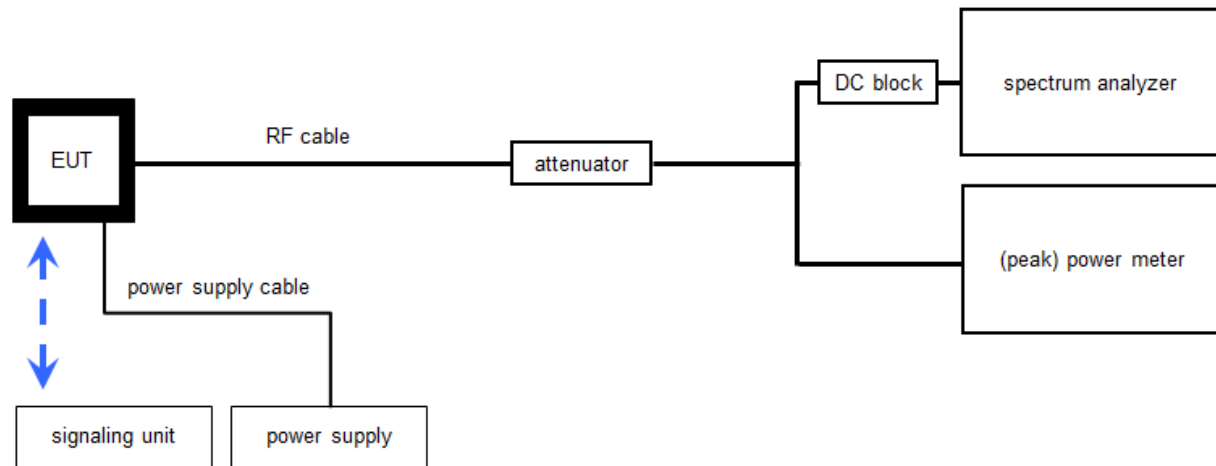 DC block
spectrum analyzer
EUT
RF cable
attenuator
(peak) power meter
power supply cable
signaling unit
power supply